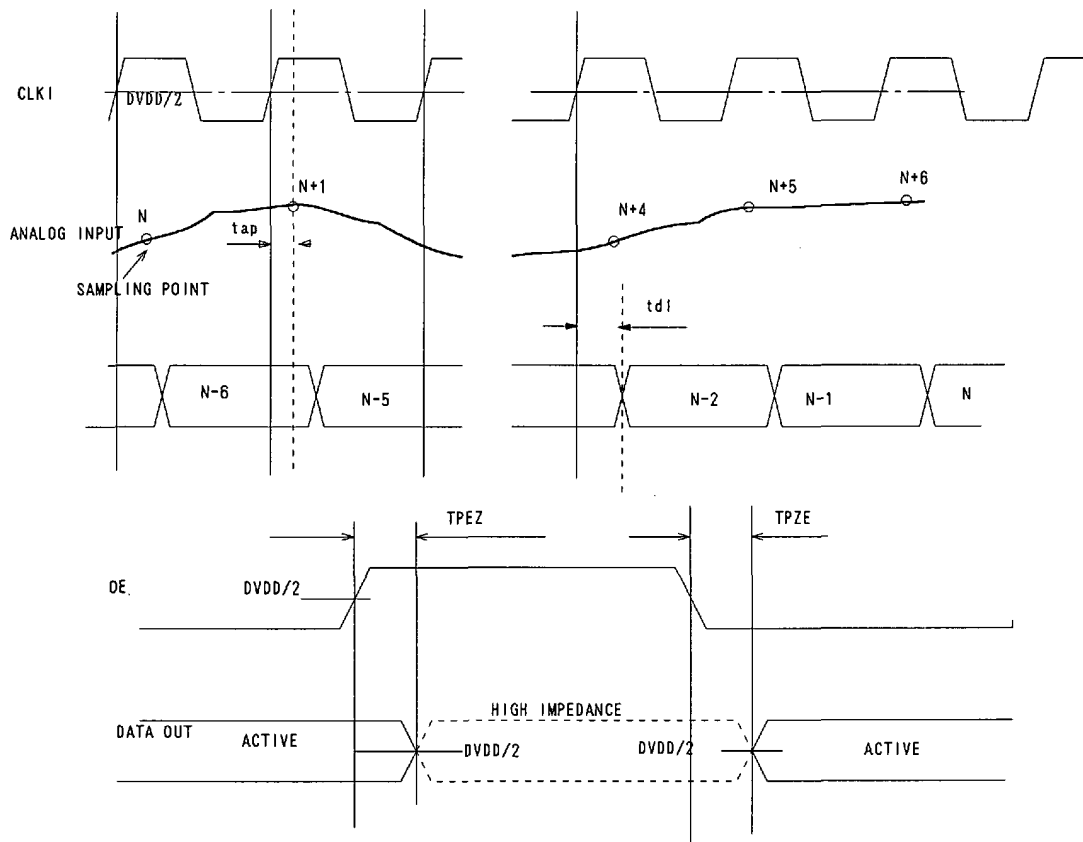 CLKI
DVDD/2
N
N+1
N+4
N+5
N+6
ANALOG INPUT
tap
SAMPLING POINT
tdl
N-6
N-5
N-2
N-1
N
TPEZ
TPZE
OE
DVDD/2
HIGH IMPEDANCE
DATA OUT
ACTIVE
DVDD/2
DVDD/2
ACTIVE